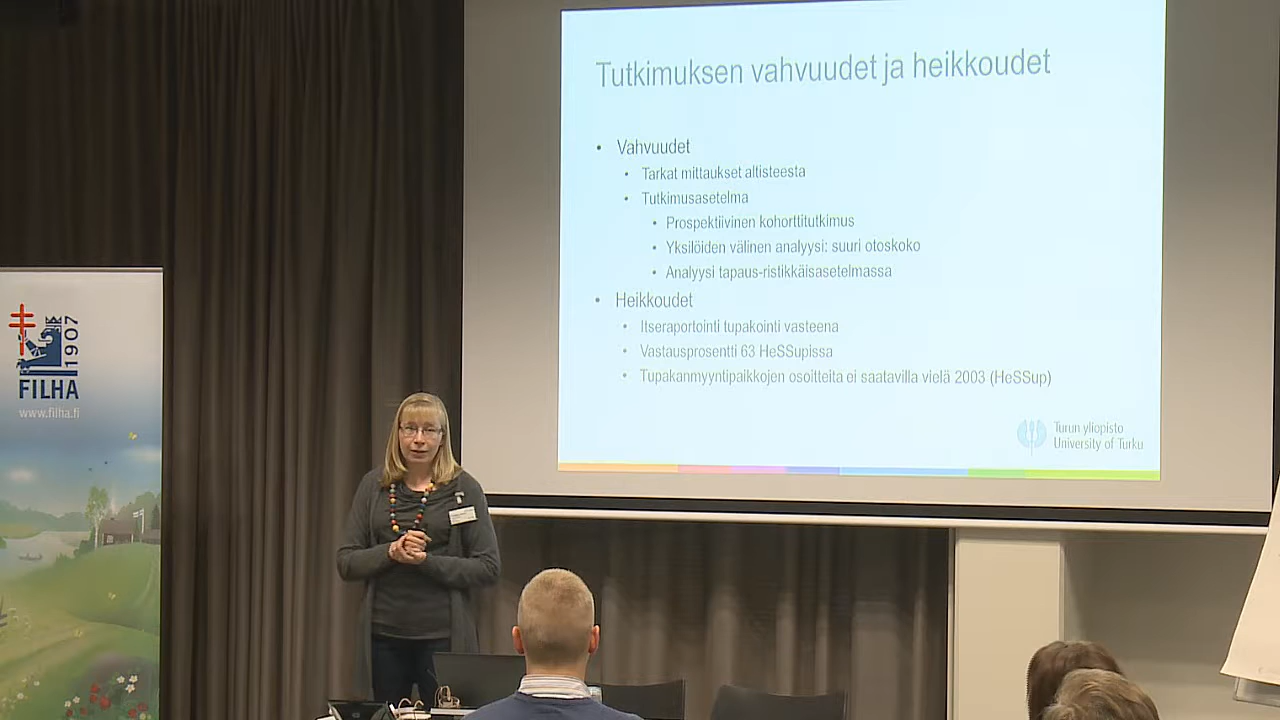 Tutkimuksen vahvuudet ja heikkoudet
• Vahvuudet
• Tarkat mittaukset altisteesta
• Tutkimusasetelma
• Prospektiivinen kohorttitutkimus
• Yksilöiden välinen analyysi: suuri otoskoko
• Analyysi tapaus-ristikkäisasetelmassa
• Heikkoudet
• Itseraportointi tupakointi vasteena
• Vastausprosentti 63 HeSSupissa
• Tupakanmyyntipaikkojen osoitteita ei saatavilla vielä 2003 (HeSSup)
Turun yliopisto
University of Turku
1907
FILHA
www.filha.fi